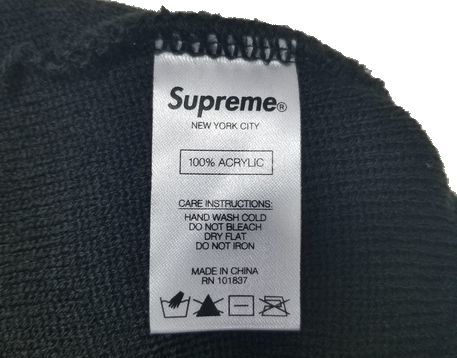 Supreme®
NEW YORK CITY
100% ACRYLIC
CARE INSTRUCTIONS:
HAND WASH COLD
DO NOT BLEACH
DRY FLAT
DO NOT IRON
MADE IN CHINA
RN 101837